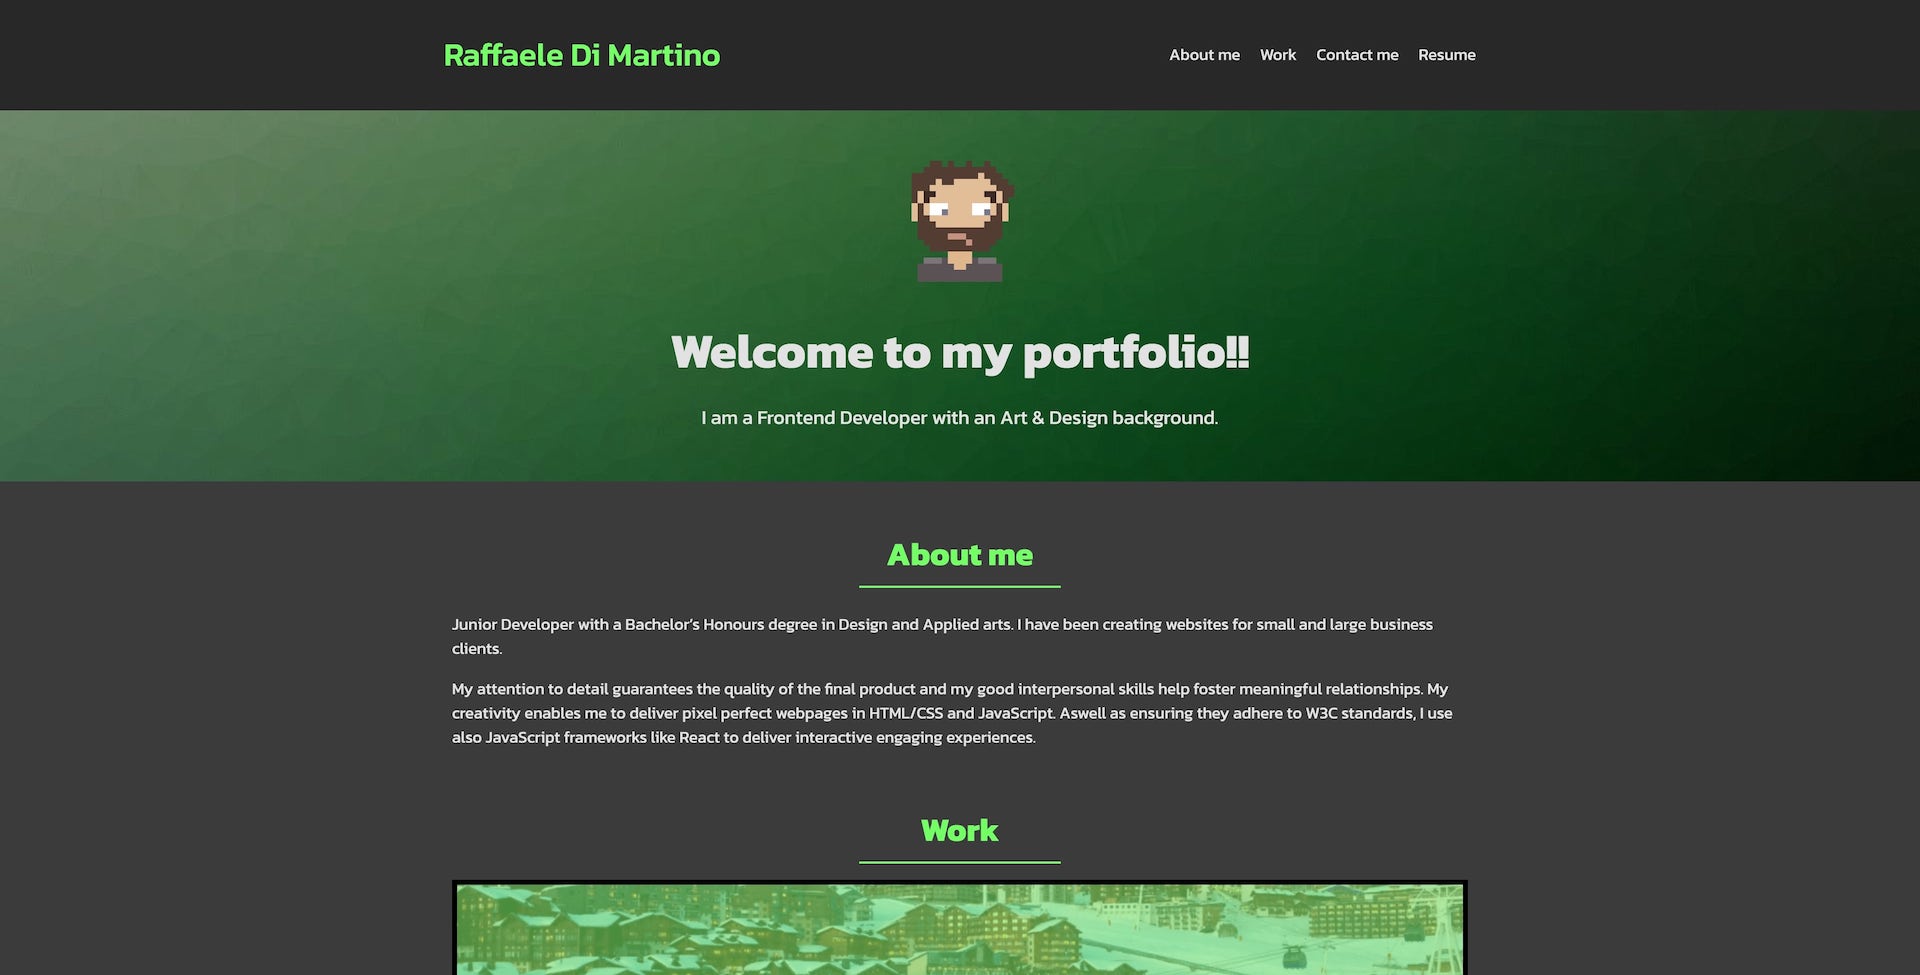 Raffaele Di Martino
About me
Work
Contact me
Resume
Welcome to my portfolio!!
I am a Frontend Developer with an Art & Design background.
About me
Junior Developer with a Bachelor’s Honours degree in Design and Applied arts. I have been creating websites for small and large business
clients.
My attention to detail guarantees the quality of the final product and my good interpersonal skills help foster meaningful relationships. My
creativity enables me to deliver pixel perfect webpages in HTML/CSS and JavaScript. Aswell as ensuring they adhere to W3C standards, I use
also JavaScript frameworks like React to deliver interactive engaging experiences.
Work